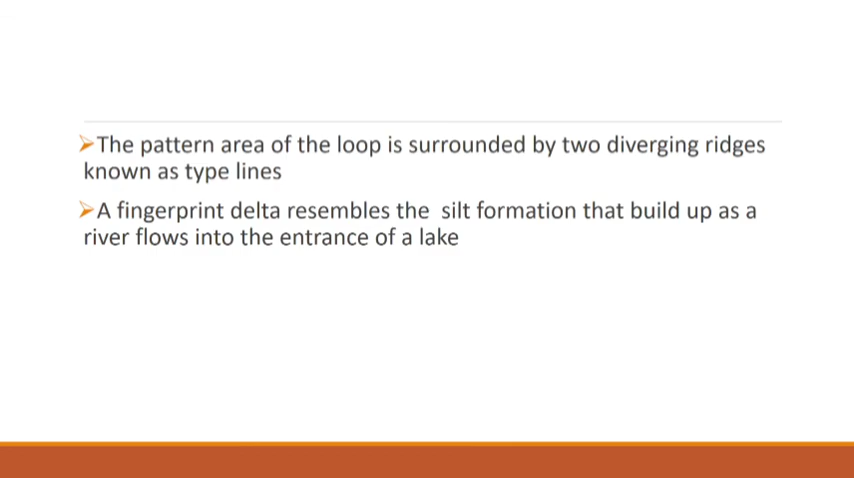 ➢The pattern area of the loop is surrounded by two diverging ridges
known as type lines
➢A fingerprint delta resembles the  silt formation that build up as a
river flows into the entrance of a lake